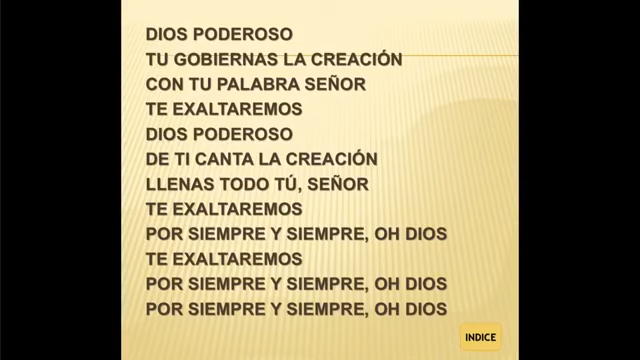 DIOS PODEROSO
TU GOBIERNAS LA CREACIÓN
CON TU PALABRA SEÑOR
TE EXALTAREMOS
DIOS PODEROSO
DE TI CANTA LA CREACIÓN
LLENAS TODO TÚ, SEÑOR
TE EXALTAREMOS
POR SIEMPRE Y SIEMPRE, OH DIOS
TE EXALTAREMOS
POR SIEMPRE Y SIEMPRE, OH DIOS
POR SIEMPRE Y SIEMPRE, OH DIOS
INDICE